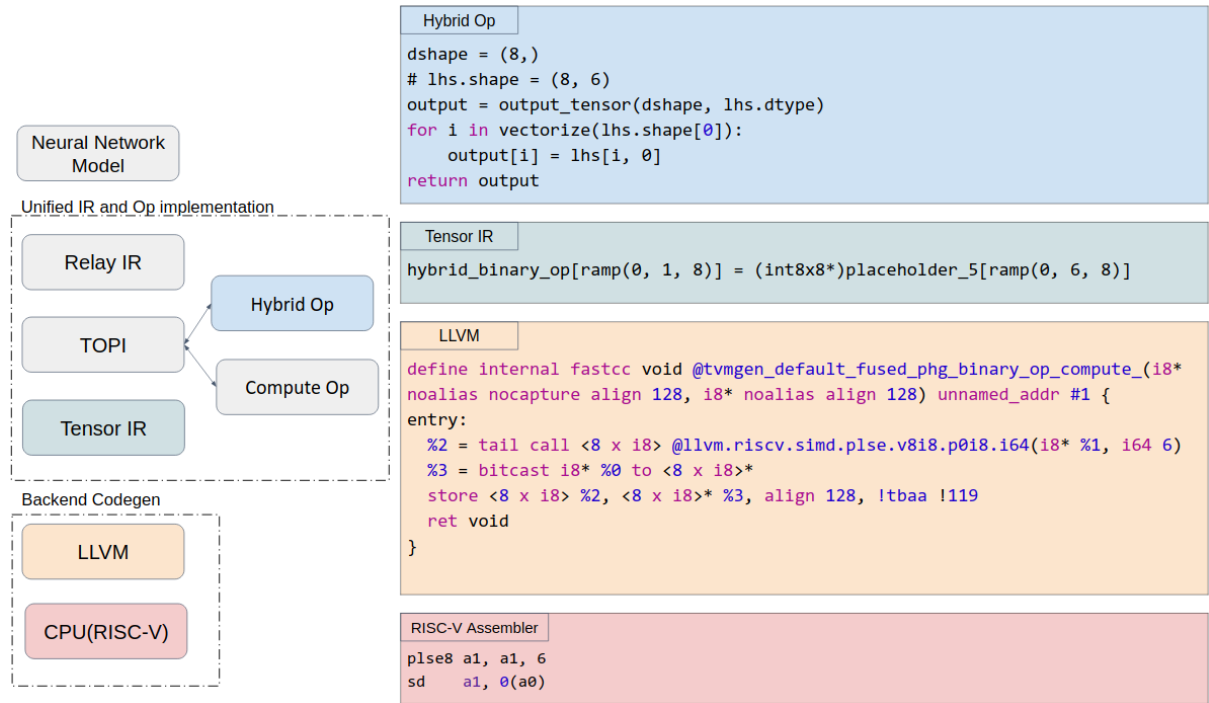 Neural Network
Model
Unified IR and Op implementation
Relay IR
TOPI
Tensor IR
Hybrid Op
Compute Op
Backend Codegen
LLVM
CPU(RISC-V)
Hybrid Op
dshape = (8,)
# lhs.shape = (8, 6)
output = output_tensor(dshape, lhs.dtype)
for i in vectorize(lhs.shape[0]):
    output[i] = lhs[i, 0]
return output
Tensor IR
hybrid_binary_op[ramp(0, 1, 8)] = (int8x8*)placeholder_5[ramp(0, 6, 8)]
LLVM
define internal fastcc void @tvmgen_default_fused_phg_binary_op_compute_(i8*
noalias nocapture align 128, i8* noalias align 128) unnamed_addr #1 {
entry:
  %2 = tail call <8 x i8> @llvm.riscv.simd.plse.v8i8.p0i8.i64(i8* %1, i64 6)
  %3 = bitcast i8* %0 to <8 x i8>*
  store <8 x i8> %2, <8 x i8>* %3, align 128, !tbaa !119
  ret void
}
RISC-V Assembler
plse8 a1, a1, 6
sd    a1, 0(a0)